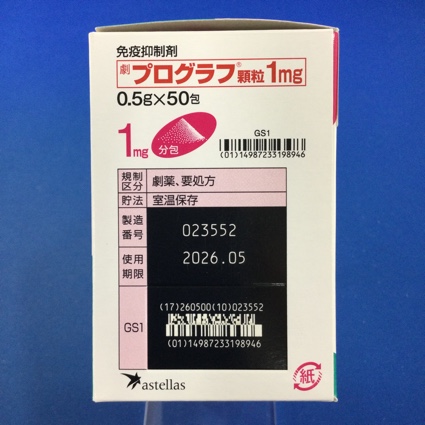 免疫抑制剤
劇 プログラフ® 顆粒1mg
0.5g×50包
1mg
分包
GS1
(01)14987233198946
規制区分 劇薬、要処方
貯法 室温保存
製造番号 023552
使用期限 2026.05
(17)260500(10)023552
GS1
(01)14987233198946
astellas
紙